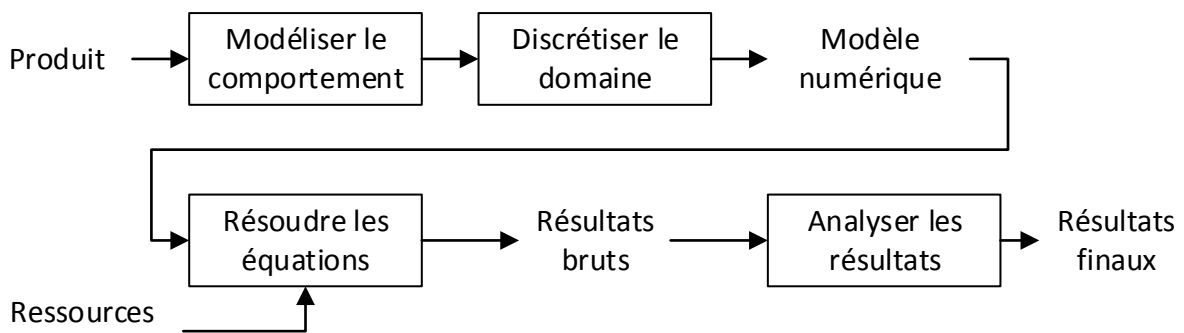 Produit
Modéliser le
comportement
Discrétiser le
domaine
Modèle
numérique
Résoudre les
équations
Résultats
bruts
Analyser les
résultats
Résultats
finaux
Ressources